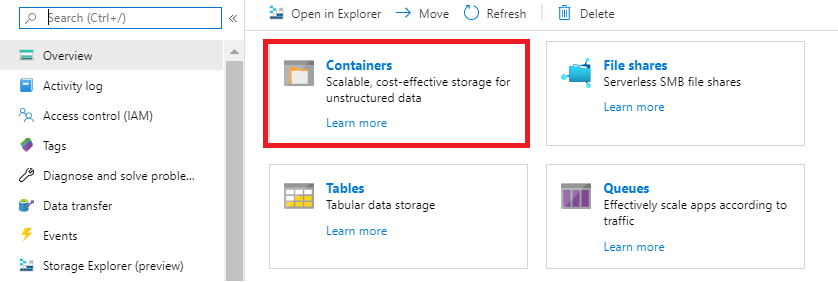 Search (Ctrl+/)
«
Overview
Activity log
Access control (IAM)
Tags
Diagnose and solve proble...
Data transfer
Events
Storage Explorer (preview)
Open in Explorer
Move
Refresh
Delete
Containers
Scalable, cost-effective storage for
unstructured data
Learn more
File shares
Serverless SMB file shares
Learn more
Tables
Tabular data storage
Learn more
Queues
Effectively scale apps according to
traffic
Learn more